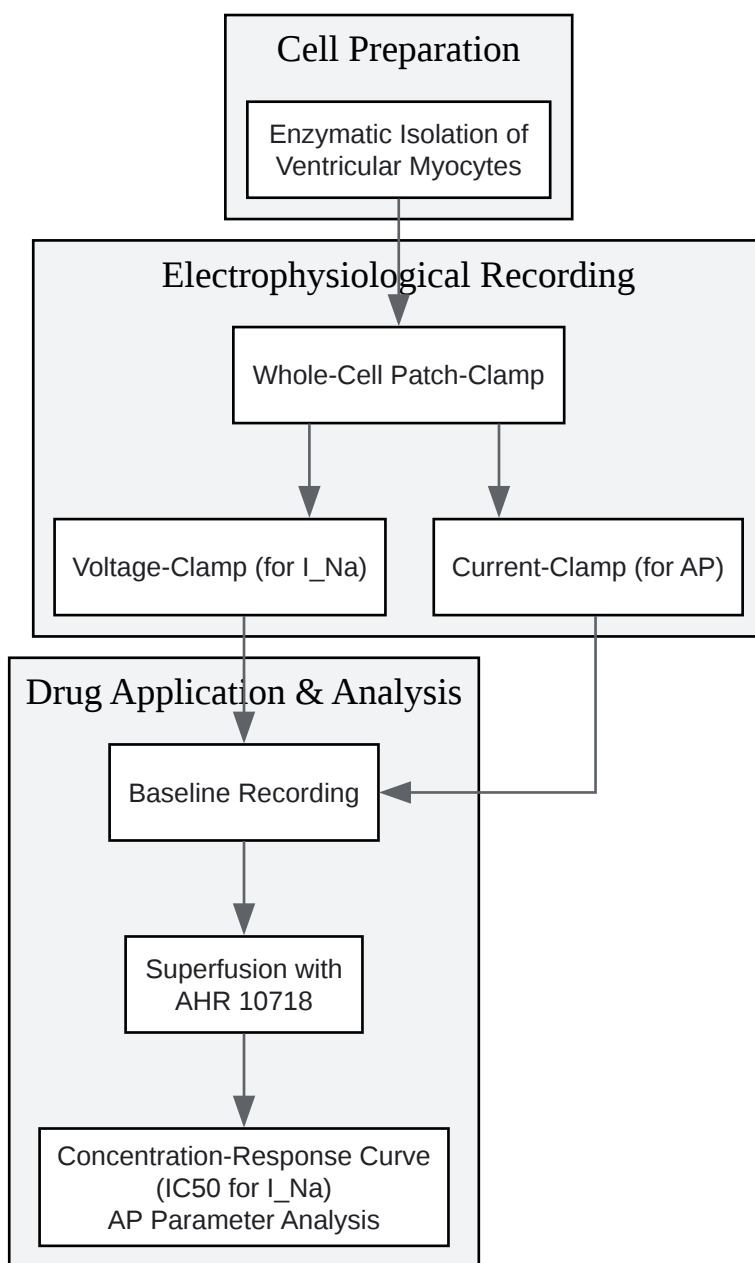 Cell Preparation
Enzymatic Isolation of
Ventricular Myocytes
Electrophysiological Recording
Whole-Cell Patch-Clamp
Voltage-Clamp (for I_Na)
Current-Clamp (for AP)
Drug Application & Analysis
Baseline Recording
Superfusion with
AHR 10718
Concentration-Response Curve
(IC50 for I_Na)
AP Parameter Analysis